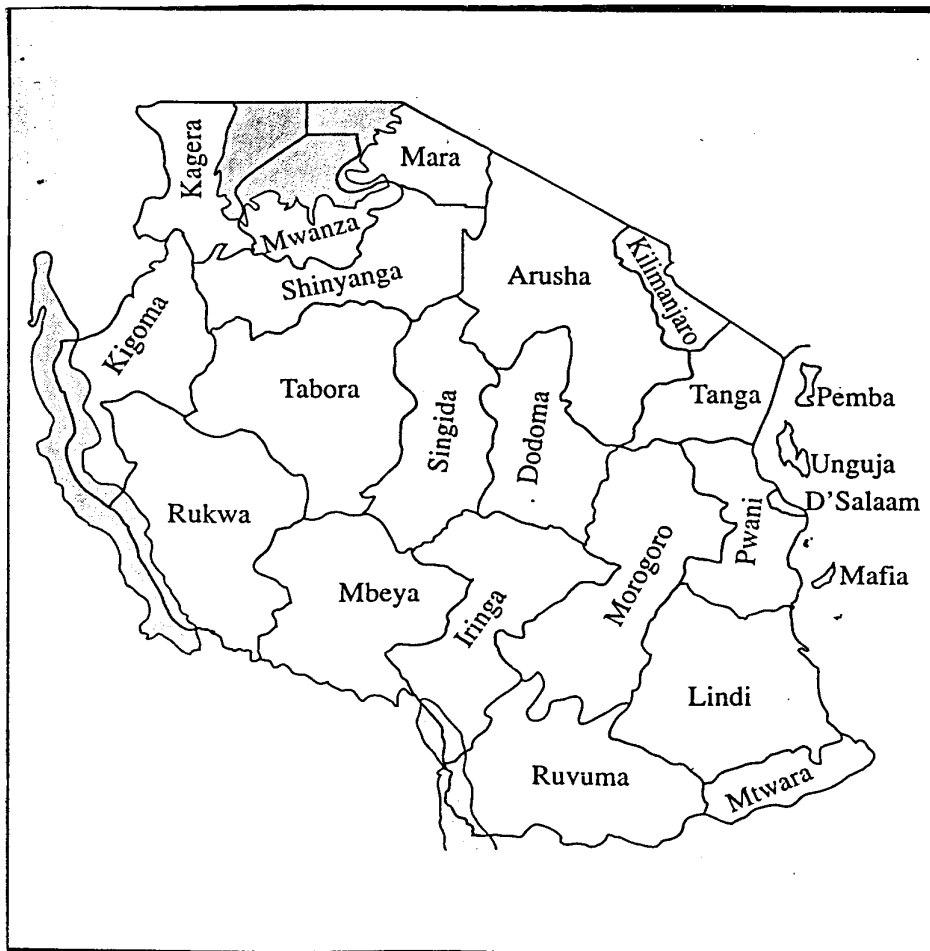 Kagera
Mara
Mwanza
Shinyanga
Arusha
Kilimanjaro
Kigoma
Tabora
Singida
Dodoma
Tanga
Pemba
Unguja
D'Salaam
Rukwa
Pwani
Mbeya
Iringa
Morogoro
Mafia
Lindi
Ruvuma
Mtwara